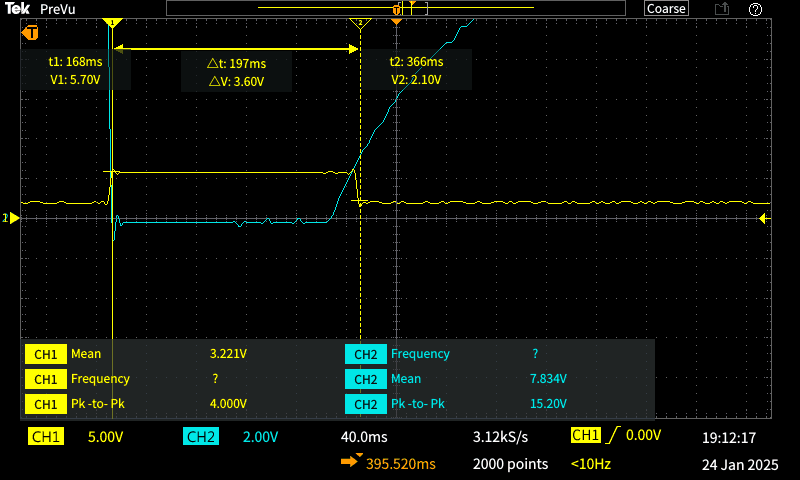 Tek PreVu Coarse
t1: 168ms △t: 197ms t2: 366ms
V1: 5.70V △V: 3.60V V2: 2.10V
CH1 Mean 3.221V CH2 Frequency ?
CH1 Frequency ? CH2 Mean 7.834V
CH1 Pk -to- Pk 4.000V CH2 Pk -to- Pk 15.20V
CH1 5.00V CH2 2.00V 40.0ms 3.12kS/s CH1 0.00V 19:12:17
395.520ms 2000 points <10Hz 24 Jan 2025